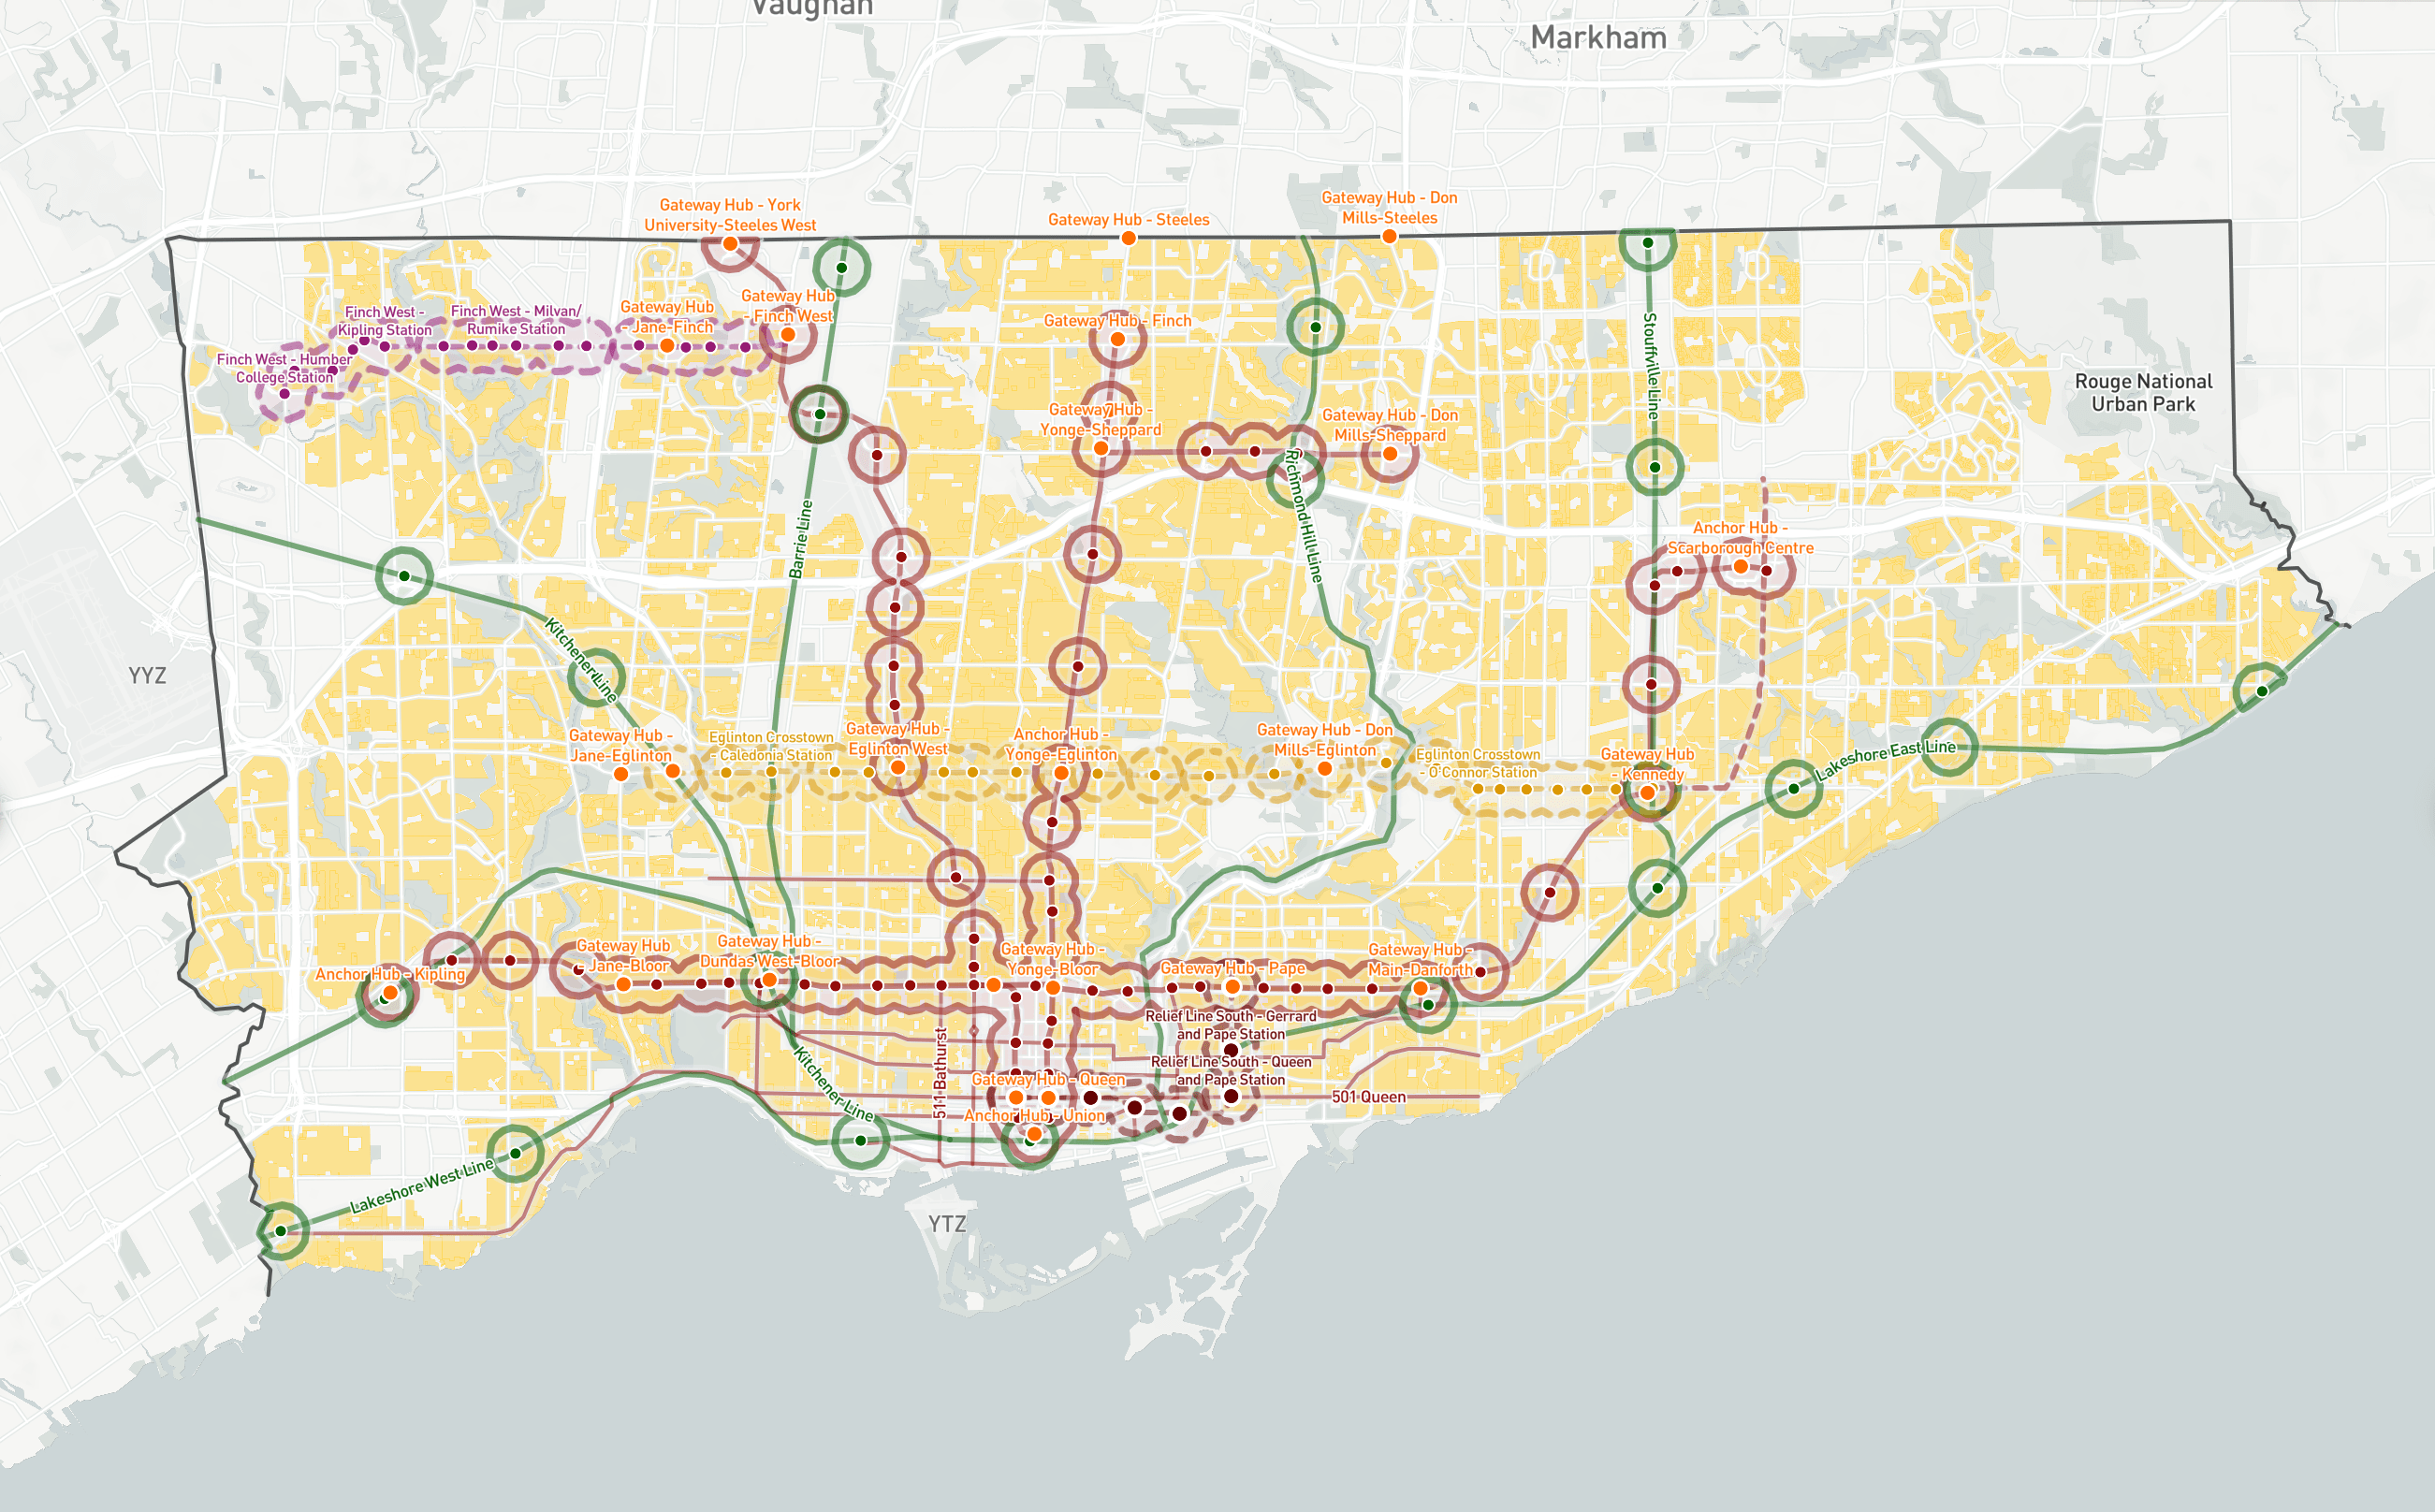 Vaughan
Markham
Gateway Hub - York
University-Steeles West
Gateway Hub - Steeles
Gateway Hub - Don
Mills-Steeles
Finch West -
Kipling Station
Finch West - Milvan/
Rumike Station
Gateway Hub
- Jane-Finch
Gateway Hub
- Finch West
Gateway Hub - Finch
Finch West - Humber
College Station
Stouffville Line
Rouge National
Urban Park
Gateway Hub -
Yonge-Sheppard
Gateway Hub - Don
Mills-Sheppard
Richmond Hill Line
Barrie Line
Anchor Hub -
Scarborough Centre
Kitchener Line
YYZ
Gateway Hub -
Jane-Eglinton
Eglinton Crosstown
- Caledonia Station
Gateway Hub -
Eglinton West
Anchor Hub -
Yonge-Eglinton
Gateway Hub - Don
Mills-Eglinton
Eglinton Crosstown
- O'Connor Station
Gateway Hub
- Kennedy
Lakeshore East Line
Anchor Hub - Kipling
Gateway Hub
- Jane-Bloor
Gateway Hub -
Dundas West-Bloor
Gateway Hub -
Yonge-Bloor
Gateway Hub - Pape
Gateway Hub -
Main-Danforth
Relief Line South - Gerrard
and Pape Station
Relief Line South - Queen
and Pape Station
511 Bathurst
Kitchener Line
Gateway Hub - Queen
501 Queen
Anchor Hub - Union
Lakeshore West Line
YTZ